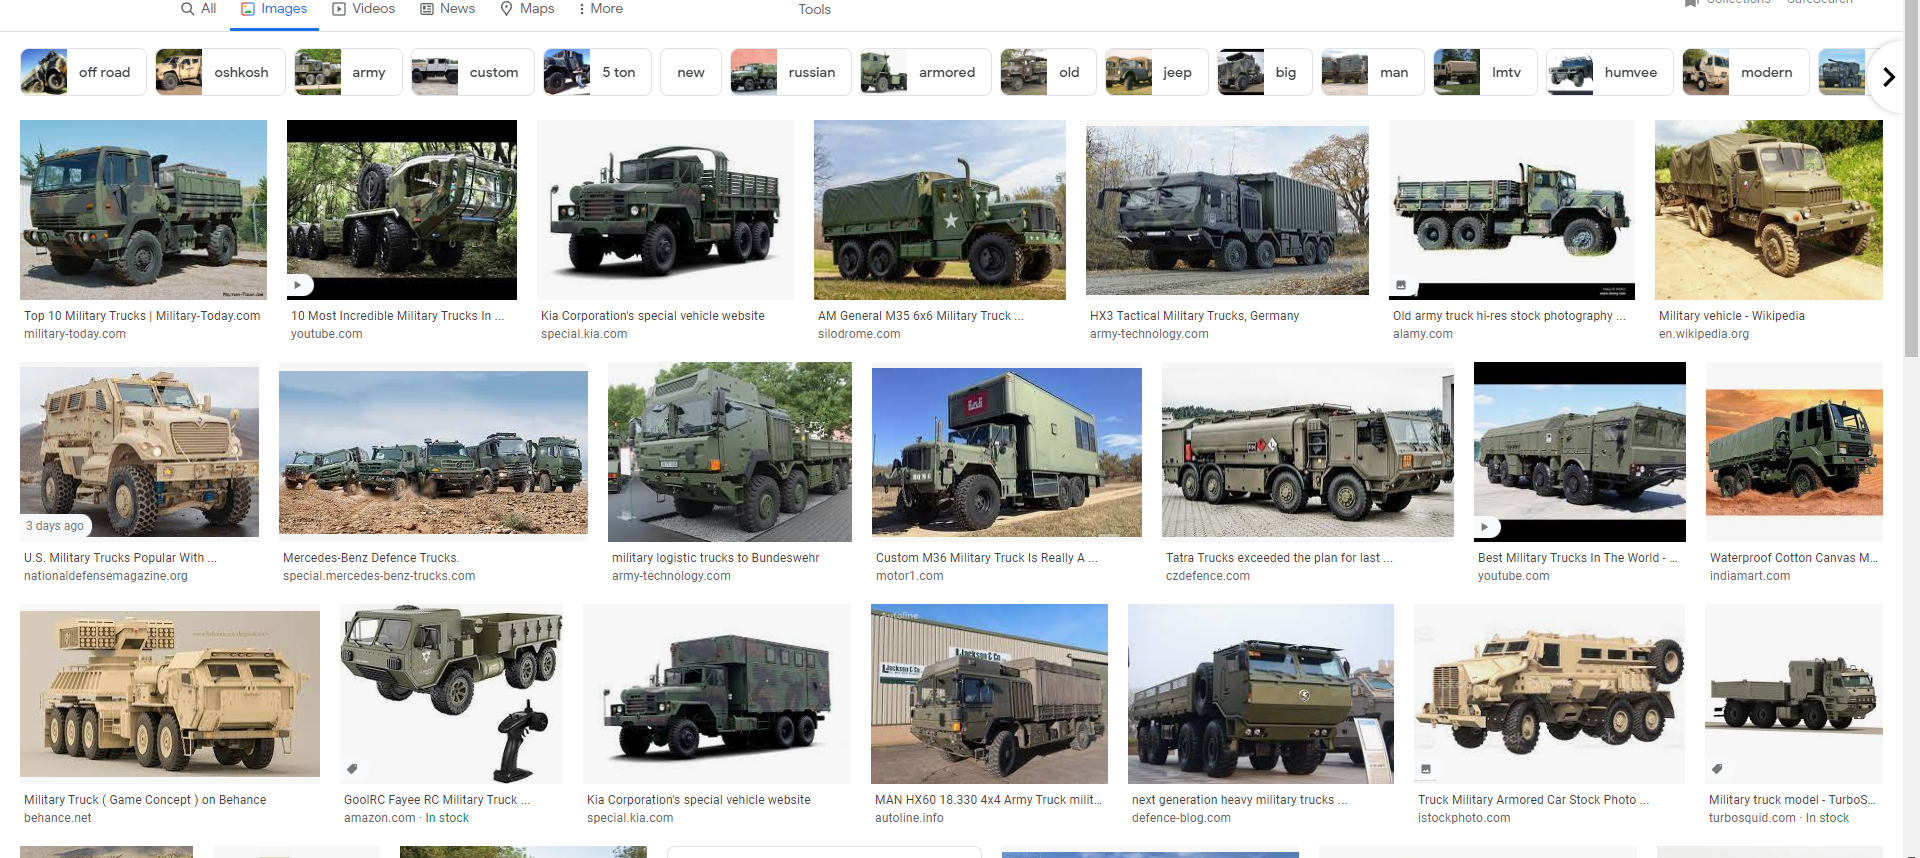 All Images Videos News Maps More Tools
off road oshkosh army custom 5 ton new russian armored old jeep big man lmtv humvee modern
Top 10 Military Trucks | Military-Today.com
military-today.com
10 Most Incredible Military Trucks In ...
youtube.com
Kia Corporation's special vehicle website
special.kia.com
AM General M35 6x6 Military Truck ...
silodrome.com
HX3 Tactical Military Trucks, Germany
army-technology.com
Old army truck hi-res stock photography ...
alamy.com
Military vehicle - Wikipedia
en.wikipedia.org
3 days ago
U.S. Military Trucks Popular With ...
nationaldefensemagazine.org
Mercedes-Benz Defence Trucks.
special.mercedes-benz-trucks.com
military logistic trucks to Bundeswehr
army-technology.com
Custom M36 Military Truck Is Really A ...
motor1.com
Tatra Trucks exceeded the plan for last ...
czdefence.com
Best Military Trucks In The World - ...
youtube.com
Waterproof Cotton Canvas M...
indiamart.com
Military Truck ( Game Concept ) on Behance
behance.net
GoolRC Fayee RC Military Truck ...
amazon.com · In stock
Kia Corporation's special vehicle website
special.kia.com
Autoline
Jackson & Co
MAN HX60 18.330 4x4 Army Truck milit...
autoline.info
next generation heavy military trucks ...
defence-blog.com
Truck Military Armored Car Stock Photo ...
istockphoto.com
Military truck model - TurboS...
turbosquid.com · In stock